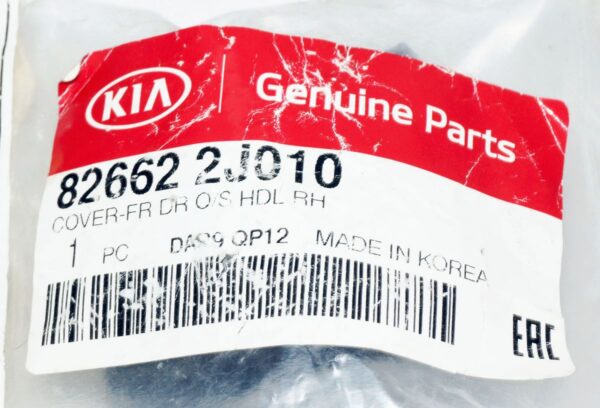 KIA Genuine Parts
82662 2J010
COVER-FR DR O/S HDL RH
1 PC QP12 MADE IN KOREA
EAC